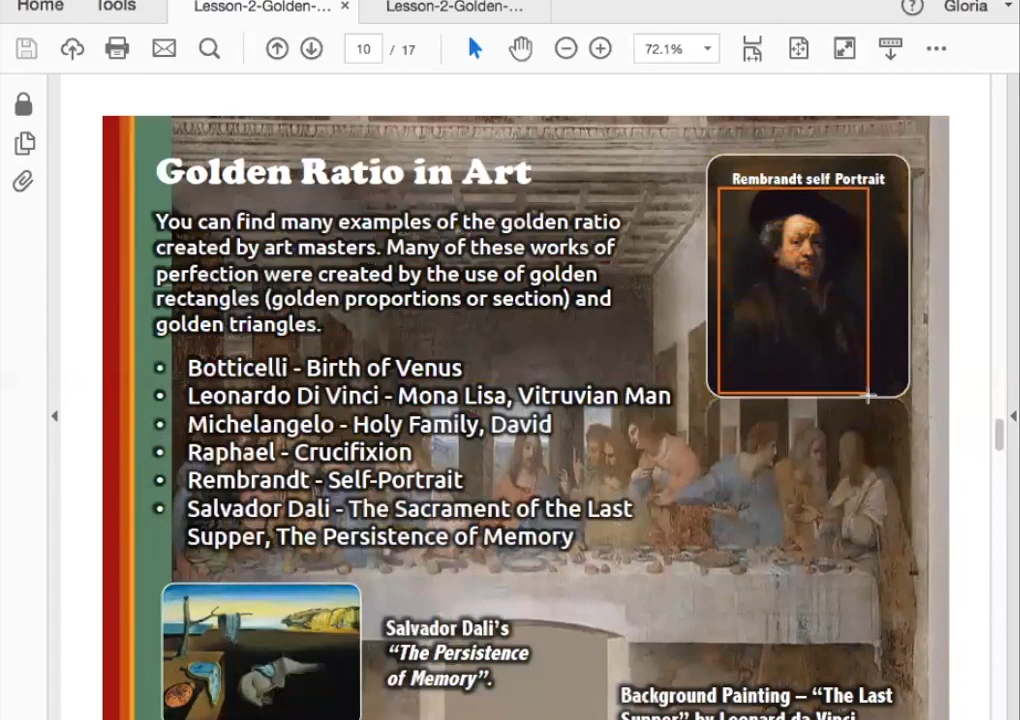 Home Tools Lesson-2-Golden-... × Lesson-2-Golden-... Gloria
10 / 17 72.1%
Golden Ratio in Art
Rembrandt self Portrait
You can find many examples of the golden ratio
created by art masters. Many of these works of
perfection were created by the use of golden
rectangles (golden proportions or section) and
golden triangles.
• Botticelli - Birth of Venus
• Leonardo Di Vinci - Mona Lisa, Vitruvian Man
• Michelangelo - Holy Family, David
• Raphael - Crucifixion
• Rembrandt - Self-Portrait
• Salvador Dali - The Sacrament of the Last
Supper, The Persistence of Memory
Salvador Dali's
"The Persistence
of Memory".
Background Painting – "The Last
Supper" by Leonardo da Vinci